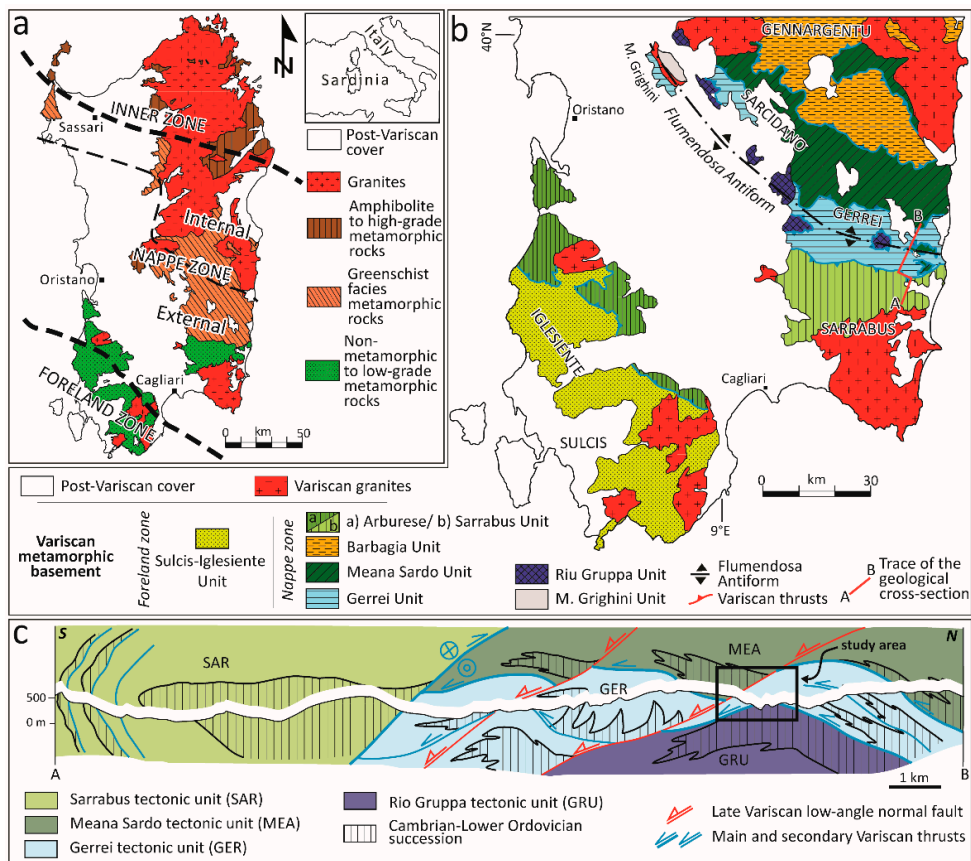 a
N
Italy
Sardinia
INNER ZONE
Sassari
Internal
NAPPE ZONE
External
Oristano
Cagliari
FORELAND ZONE
0 km 50
Post-Variscan
cover
Granites
Amphibolite
to high-grade
metamorphic
rocks
Greenschist
facies
metamorphic
rocks
Non-
metamorphic
to low-grade
metamorphic
rocks
b
40°N
GENNARGENTU
M. Grighini
SARCIDANO
Oristano
Flumendosa Antiform
GERREI
B
A
SARRABUS
IGLESIENTE
Cagliari
SULCIS
9°E
0 km 30
Post-Variscan cover
Variscan granites
Variscan
metamorphic
basement
Foreland zone
Sulcis-Iglesiente
Unit
Nappe zone
a b
a) Arburese/ b) Sarrabus Unit
Barbagia Unit
Meana Sardo Unit
Gerrei Unit
Riu Gruppa Unit
M. Grighini Unit
Flumendosa
Antiform
Variscan thrusts
B
A
Trace of the
geological
cross-section
c
S
N
SAR
MEA
study area
GER
500
0 m
GRU
A
B
1 km
Sarrabus tectonic unit (SAR)
Meana Sardo tectonic unit (MEA)
Gerrei tectonic unit (GER)
Rio Gruppa tectonic unit (GRU)
Cambrian-Lower Ordovician
succession
Late Variscan low-angle normal fault
Main and secondary Variscan thrusts